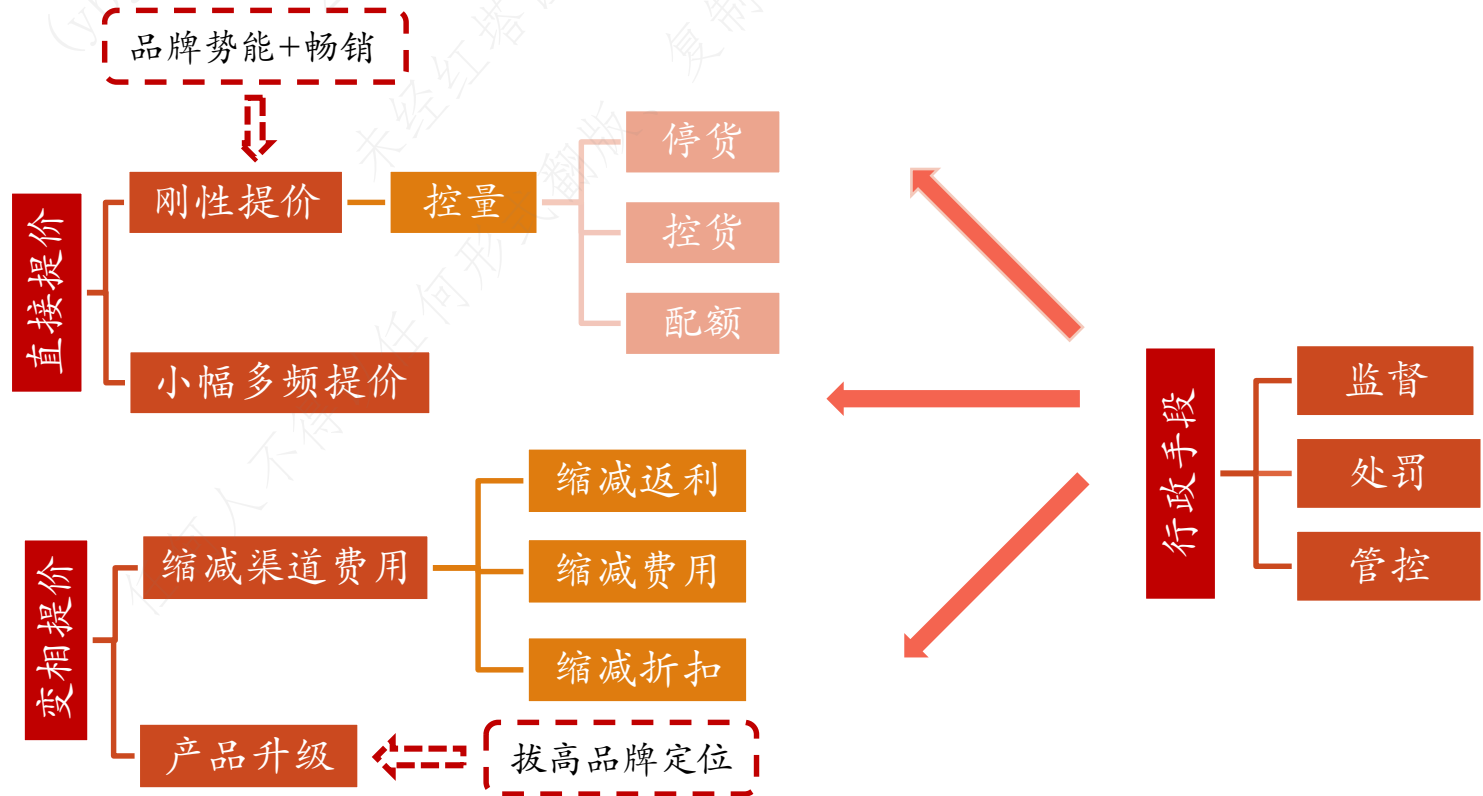 品牌势能+畅销
直接提价
刚性提价
控量
停货
控货
配额
小幅多频提价
变相提价
缩减渠道费用
缩减返利
缩减费用
缩减折扣
产品升级
拔高品牌定位
行政手段
监督
处罚
管控